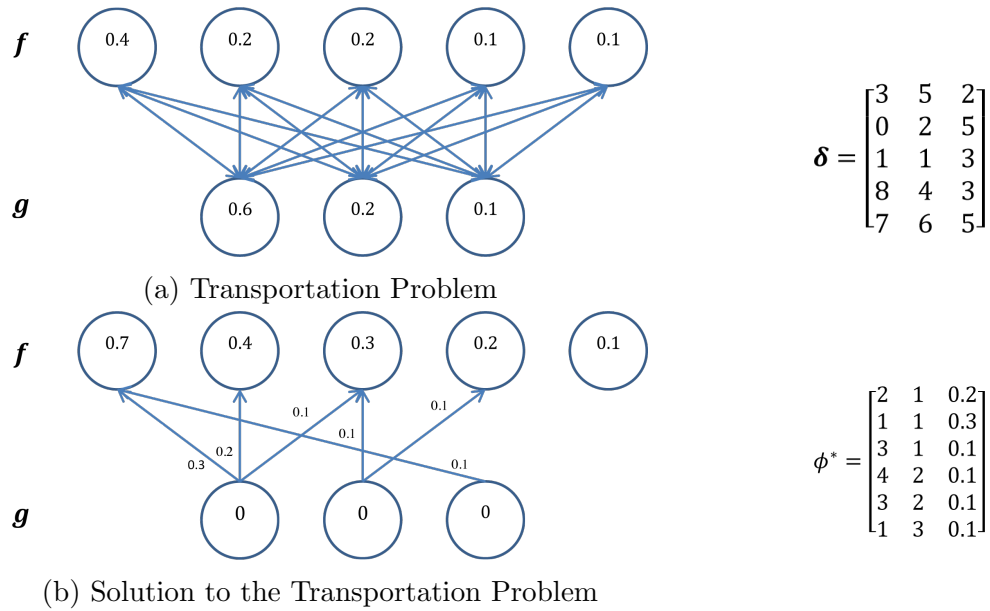 f 0.4 0.2 0.2 0.1 0.1
g 0.6 0.2 0.1
δ = [3 5 2
0 2 5
1 1 3
8 4 3
7 6 5]
(a) Transportation Problem
f 0.7 0.4 0.3 0.2 0.1
0.1 0.1
0.1
0.2
0.3 0.1
g 0 0 0
ϕ* = [2 1 0.2
1 1 0.3
3 1 0.1
4 2 0.1
3 2 0.1
1 3 0.1]
(b) Solution to the Transportation Problem